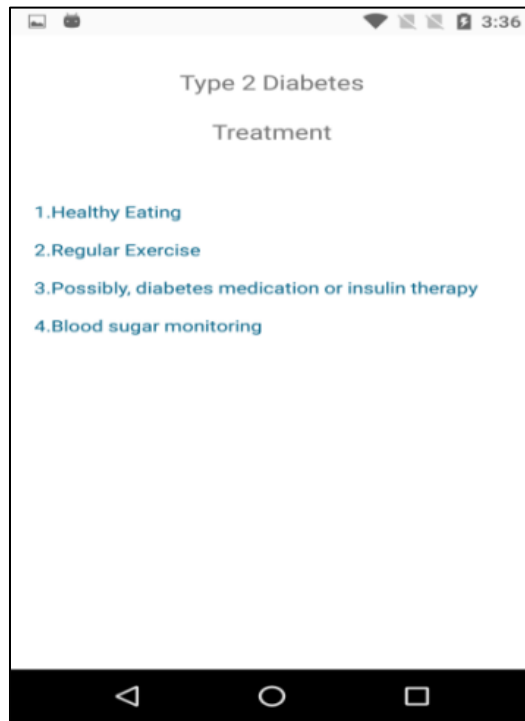 3:36
Type 2 Diabetes
Treatment
1.Healthy Eating
2.Regular Exercise
3.Possibly, diabetes medication or insulin therapy
4.Blood sugar monitoring